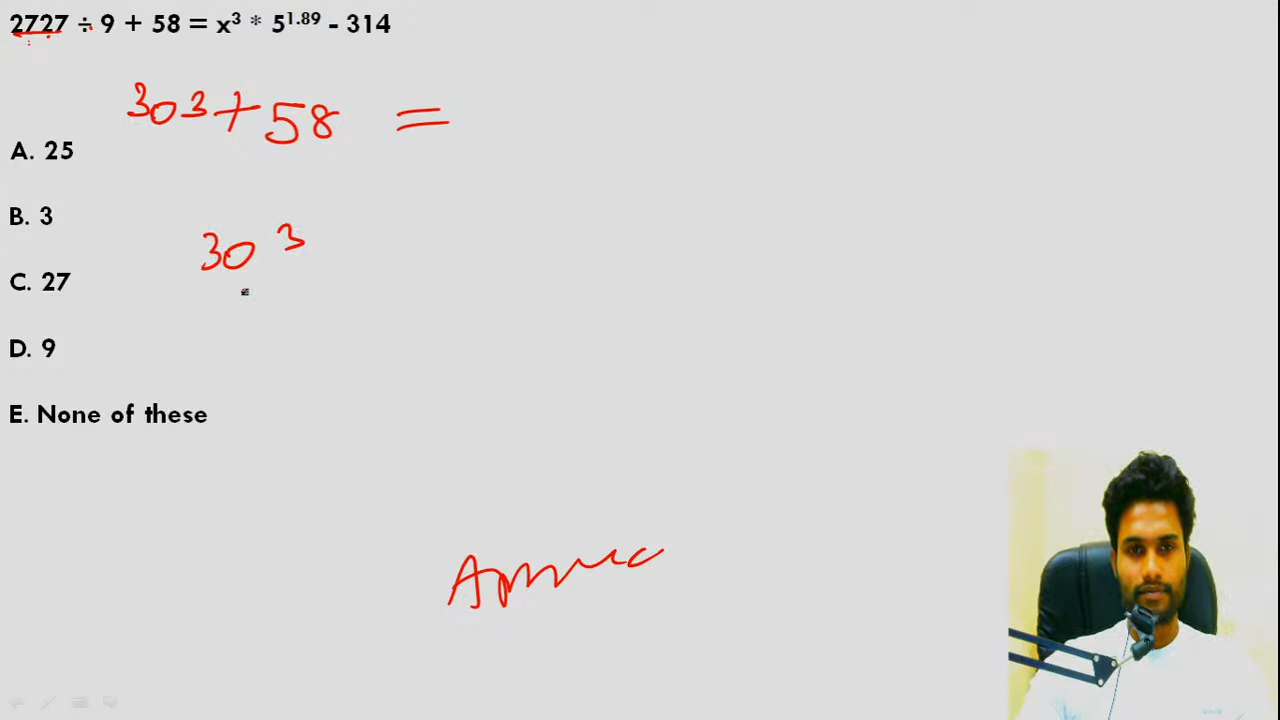 2727 ÷ 9 + 58 = x³ * 5¹·⁸⁹ - 314
303 + 58 =
A. 25
B. 3
30 3
C. 27
D. 9
E. None of these